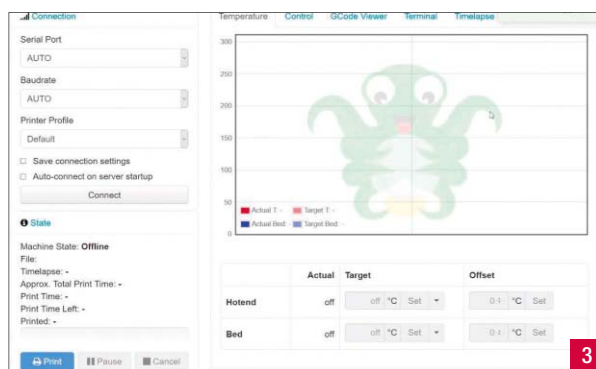 Connection
Serial Port
AUTO
Baudrate
AUTO
Printer Profile
Default
Save connection settings
Auto-connect on server startup
Connect
State
Machine State: Offline
File:
Timelapse: -
Approx. Total Print Time: -
Print Time: -
Print Time Left: -
Printed: -
Print Pause Cancel
Temperature Control GCode Viewer Terminal Timelapse
300
250
200
150
100
50
0
Actual T - Target T -
Actual Bed - Target Bed -
Actual Target Offset
Hotend off off °C Set 0 °C Set
Bed off off °C Set 0 °C Set
3